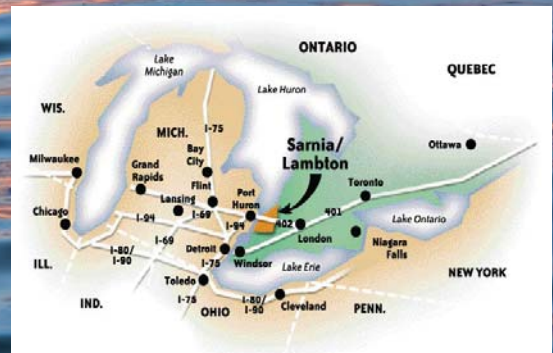 ONTARIO
QUEBEC
Lake
Michigan
Lake Huron
WIS.
MICH.
I-75
Bay
City
Sarnia/
Lambton
Ottawa
Milwaukee
Grand
Rapids
Flint
Port
Huron
Toronto
Lansing
I-69
I-94
I-94
402
401
Lake Ontario
Chicago
London
I-69
Detroit
Niagara
Falls
I-80/
I-90
I-75
Windsor
Lake Erie
ILL.
Toledo
NEW YORK
IND.
I-75
OHIO
I-80/
I-90
Cleveland
PENN.